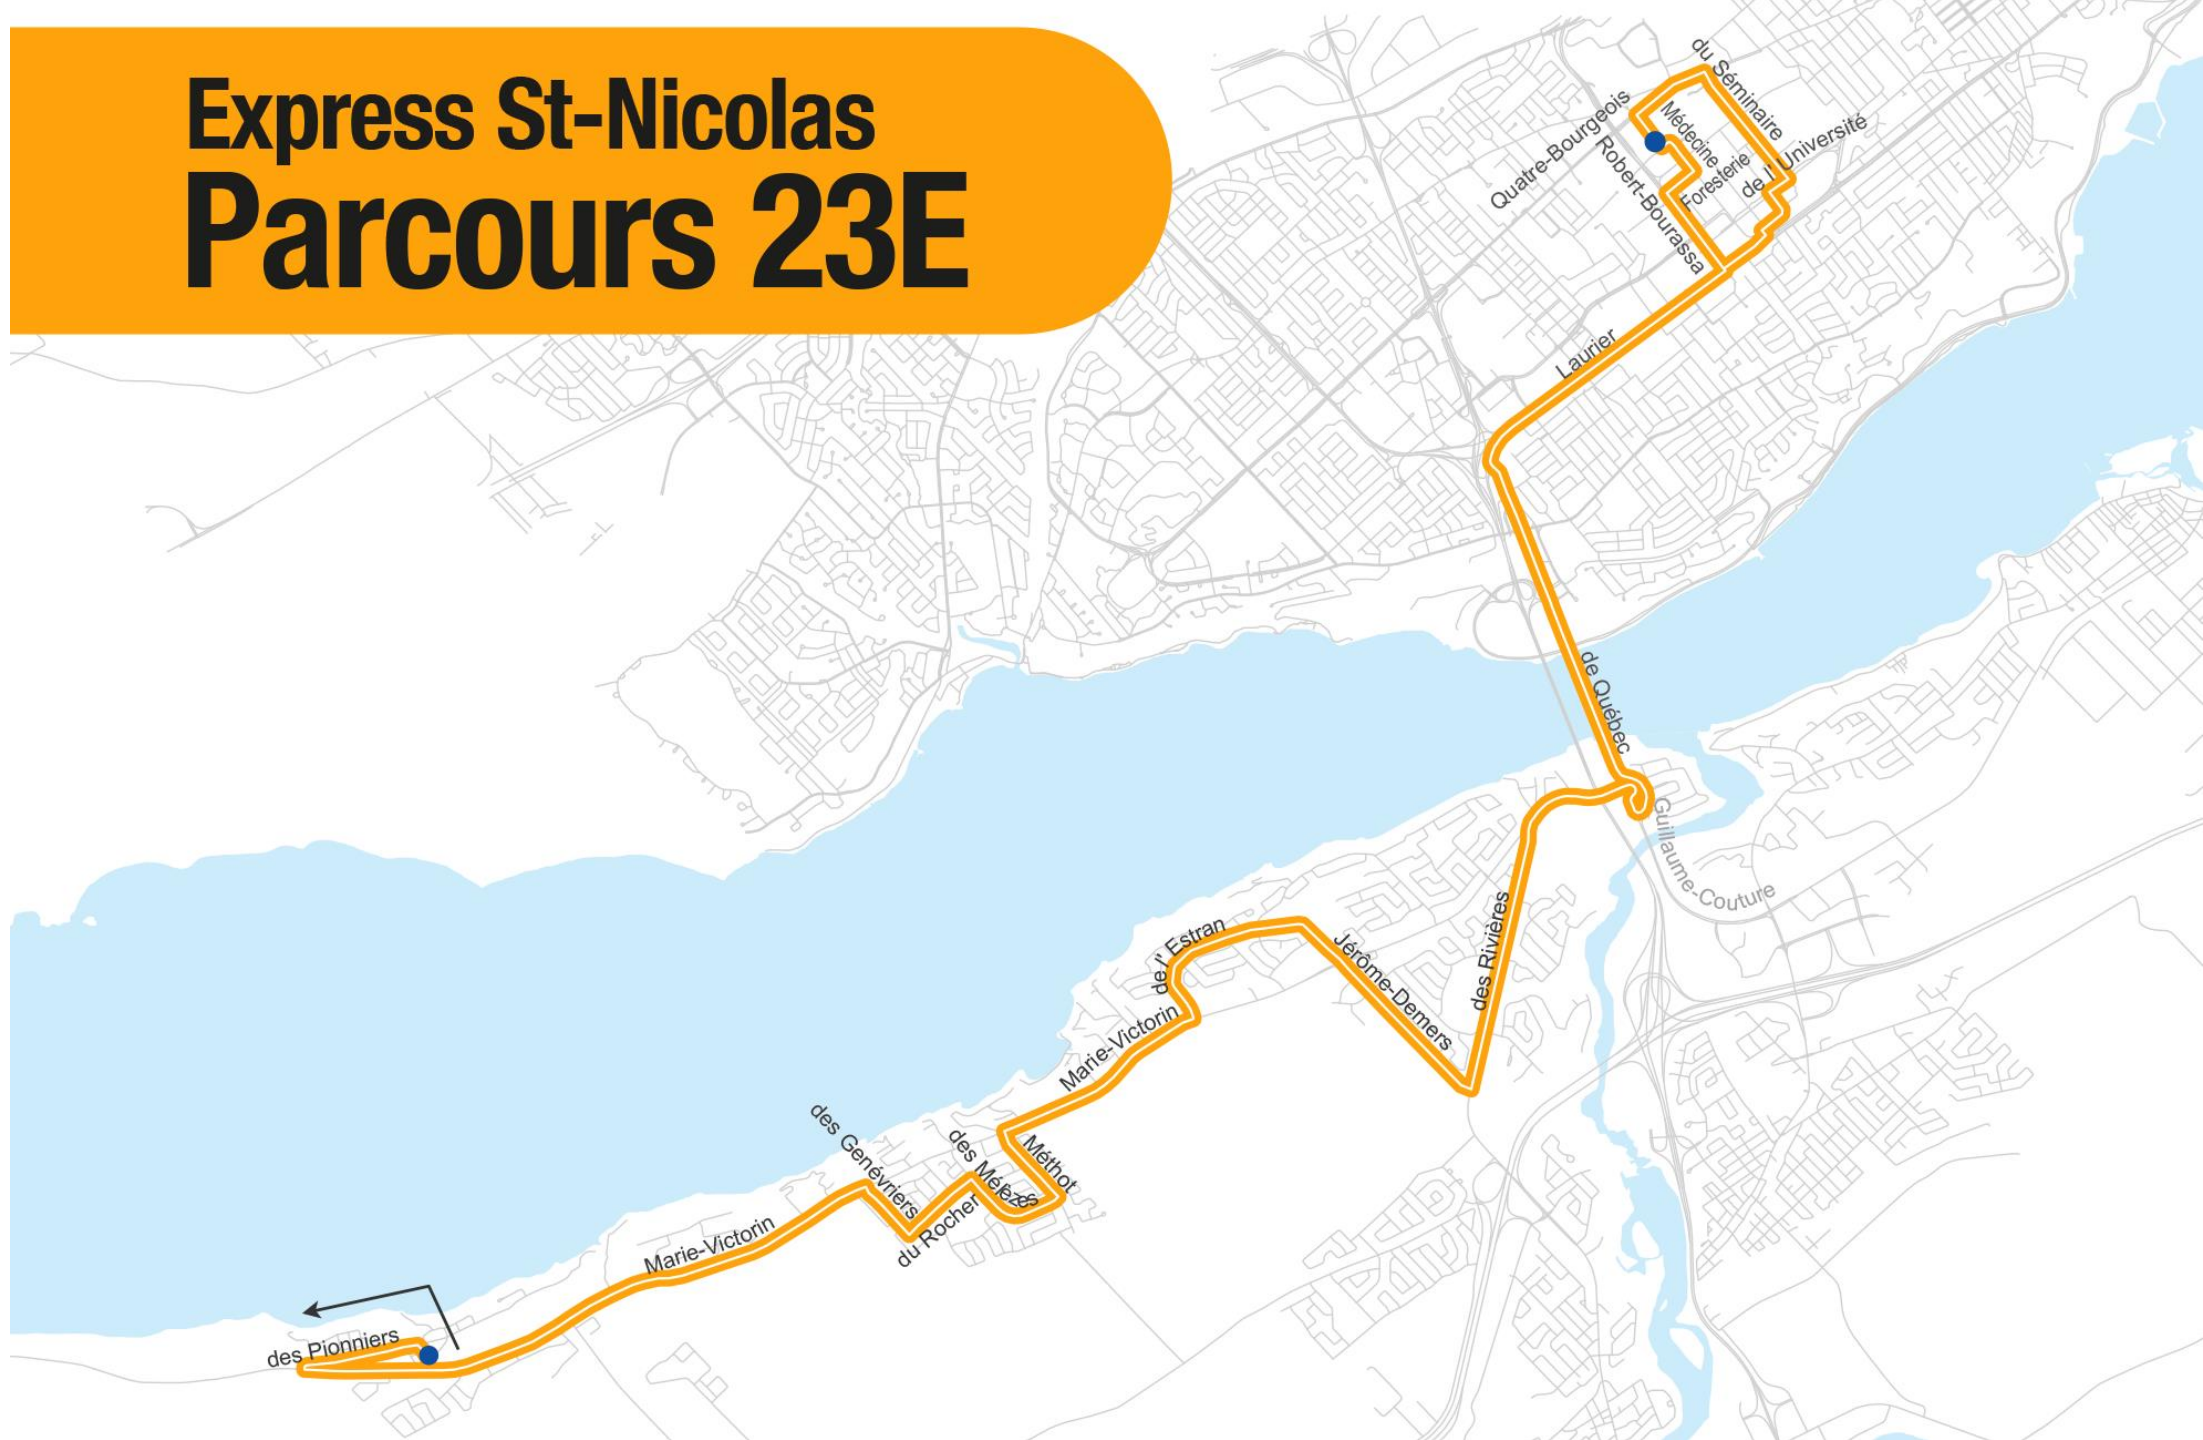 Express St-Nicolas
Parcours 23E
du Séminaire
Quatre-Bourgeois
Médecine
de l' Université
Foresterie
Robert-Bourassa
Laurier
de Québec
Guillaume-Couture
des Rivières
de l' Estran
Jérôme-Demers
Marie-Victorin
des Genévriers
des Mélèzes
Méthot
du Rocher
Marie-Victorin
des Pionniers